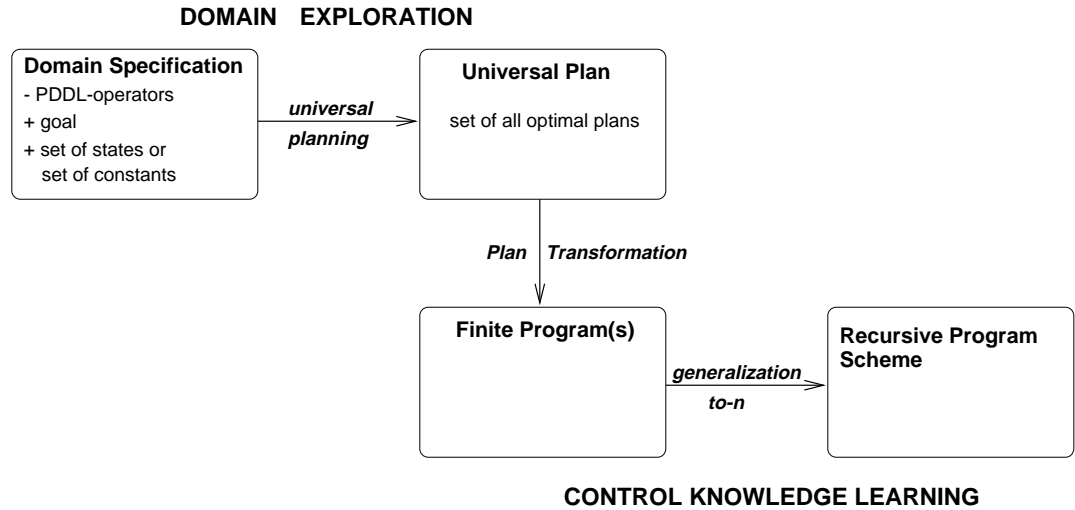 DOMAIN EXPLORATION
Domain Specification
- PDDL-operators
+ goal
+ set of states or
set of constants
universal
planning
Universal Plan
set of all optimal plans
Plan Transformation
Finite Program(s)
generalization
to-n
Recursive Program
Scheme
CONTROL KNOWLEDGE LEARNING